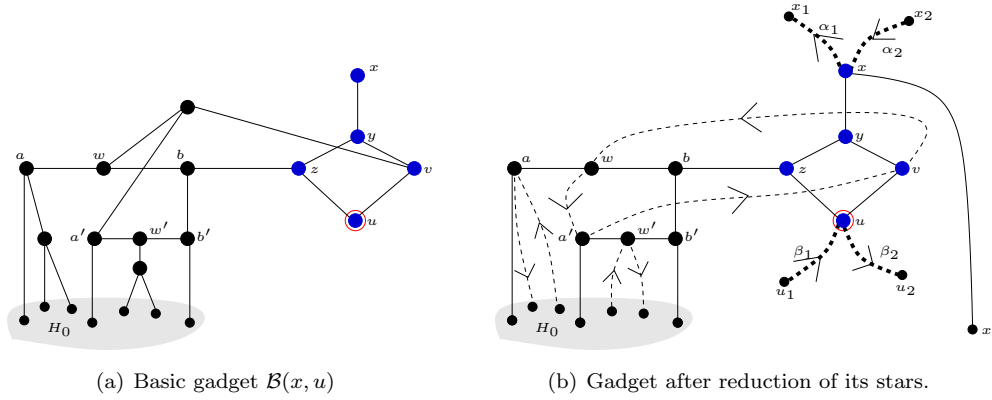 x
y
a w b z v
u
a' w' b'
H₀
(a) Basic gadget 𝓑(x, u)
x₁ x₂
α₁ α₂
x
y
a w b z v
u
a' w' b'
β₁ β₂
u₁ u₂
H₀
x
(b) Gadget after reduction of its stars.